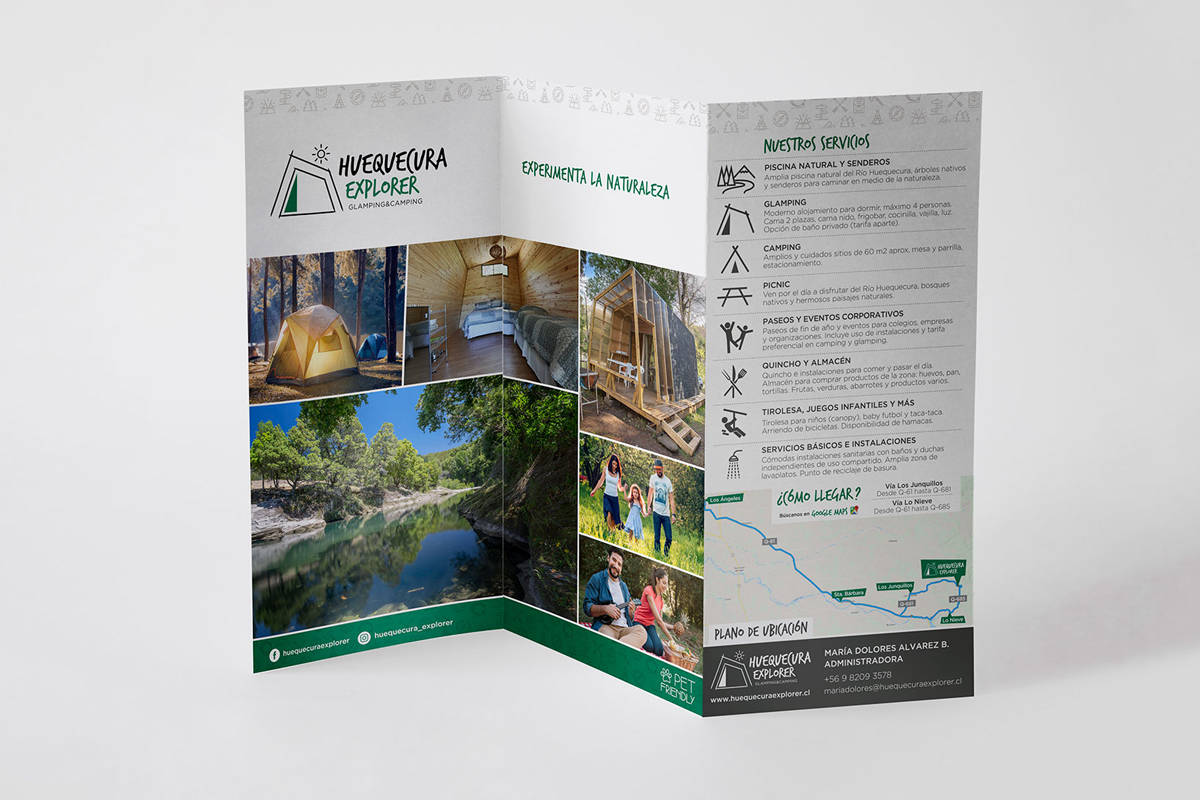 HUEQUECURA
EXPLORER
GLAMPING&CAMPING
huequecuraexplorer
huequecura_explorer
EXPERIMENTA LA NATURALEZA
PET
FRIENDLY
NUESTROS SERVICIOS
PISCINA NATURAL Y SENDEROS
Amplia piscina natural del Río Huequecura, árboles nativos
y senderos para caminar en medio de la naturaleza.
GLAMPING
Moderno alojamiento para dormir, máximo 4 personas.
Cama 2 plazas, cama nido, frigobar, cocinilla, vajilla, luz.
Opción de baño privado (tarifa aparte).
CAMPING
Amplios y cuidados sitios de 60 m2 aprox, mesa y parrilla,
estacionamiento.
PICNIC
Ven por el día a disfrutar del Río Huequecura, bosques
nativos y hermosos paisajes naturales.
PASEOS Y EVENTOS CORPORATIVOS
Paseos de fin de año y eventos para colegios, empresas
y organizaciones. Incluye uso de instalaciones y tarifa
preferencial en camping y glamping.
QUINCHO Y ALMACÉN
Quincho e instalaciones para comer y pasar el día.
Almacén para comprar productos de la zona: huevos, pan,
tortillas. Frutas, verduras, abarrotes y productos varios.
TIROLESA, JUEGOS INFANTILES Y MÁS
Tirolesa para niños (canopy), baby futbol y taca-taca.
Arriendo de bicicletas. Disponibilidad de hamacas.
SERVICIOS BÁSICOS E INSTALACIONES
Cómodas instalaciones sanitarias con baños y duchas
independientes de uso compartido. Amplia zona de
lavaplatos. Punto de reciclaje de basura.
¿CÓMO LLEGAR?
Búscanos en GOOGLE MAPS
Vía Los Junquillos
Desde Q-61 hasta Q-681
Vía Lo Nieve
Desde Q-61 hasta Q-685
Los Ángeles
Q-61
HUEQUECURA
EXPLORER
Los Junquillos
Sta. Bárbara
Q-681
Q-685
Lo Nieve
PLANO DE UBICACIÓN
HUEQUECURA
EXPLORER
GLAMPING&CAMPING
www.huequecuraexplorer.cl
MARÍA DOLORES ALVAREZ B.
ADMINISTRADORA
+56 9 8209 3578
mariadolores@huequecuraexplorer.cl